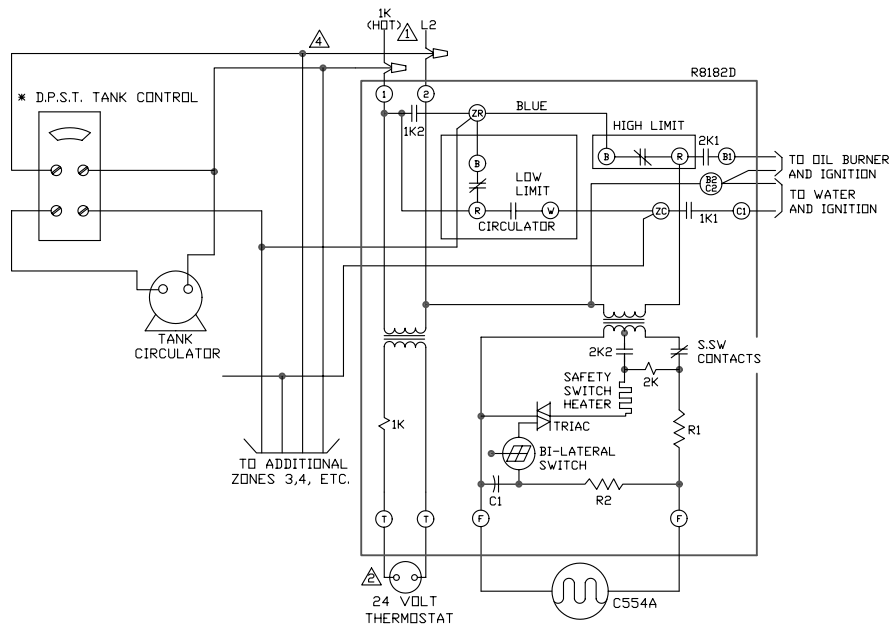 1K
(HOT)
1
L2
4
R8182D
* D.P.S.T. TANK CONTROL
1
2
1K2
ZR
BLUE
HIGH LIMIT
B
R
2K1
B1
TO OIL BURNER
AND IGNITION
B
LOW
LIMIT
B2
C2
TO WATER
AND IGNITION
R
W
CIRCULATOR
ZC
1K1
C1
TANK
CIRCULATOR
2K2
S.SW
CONTACTS
2K
SAFETY
SWITCH
HEATER
TRIAC
1K
R1
BI-LATERAL
SWITCH
TO ADDITIONAL
ZONES 3,4, ETC.
C1
R2
T
T
F
F
2
24 VOLT
THERMOSTAT
C554A